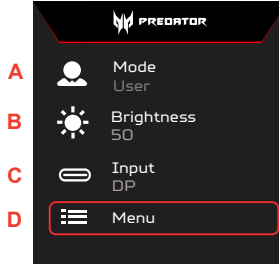 PREDATOR
A
Mode
User
B
Brightness
50
C
Input
DP
D
Menu